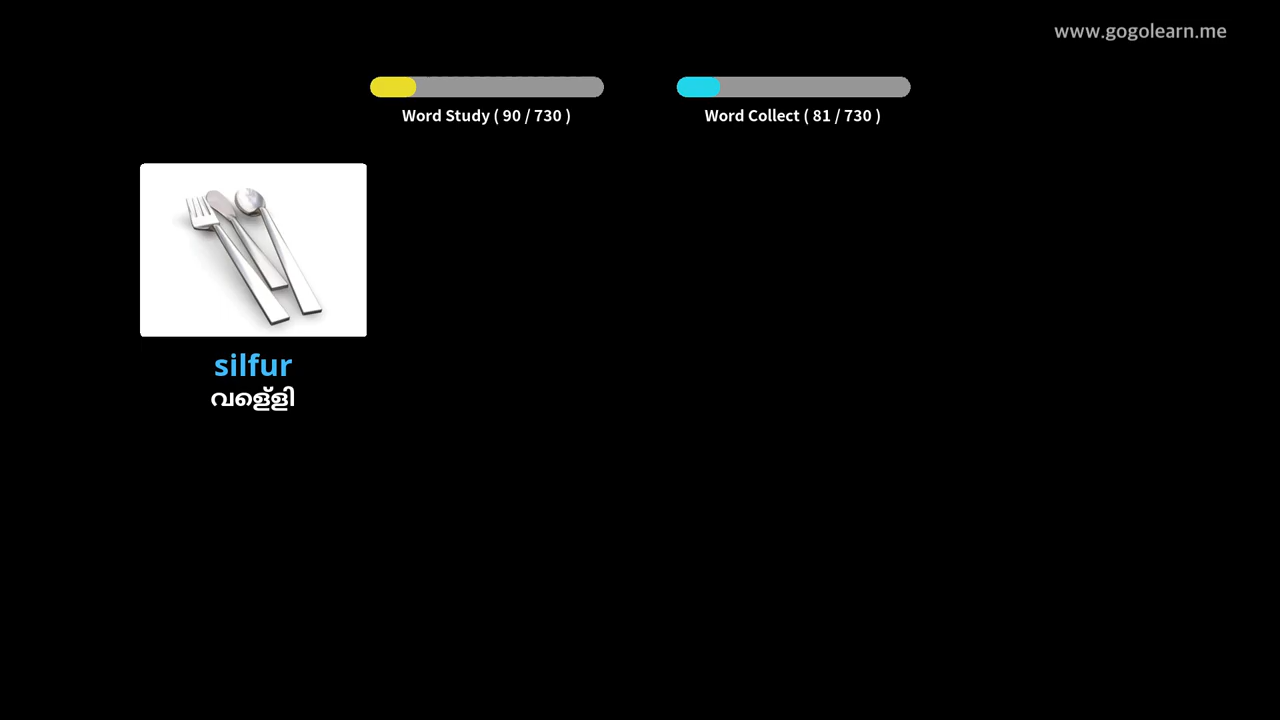 www.gogolearn.me
Word Study ( 90 / 730 )
Word Collect ( 81 / 730 )
silfur
വെള്ളി